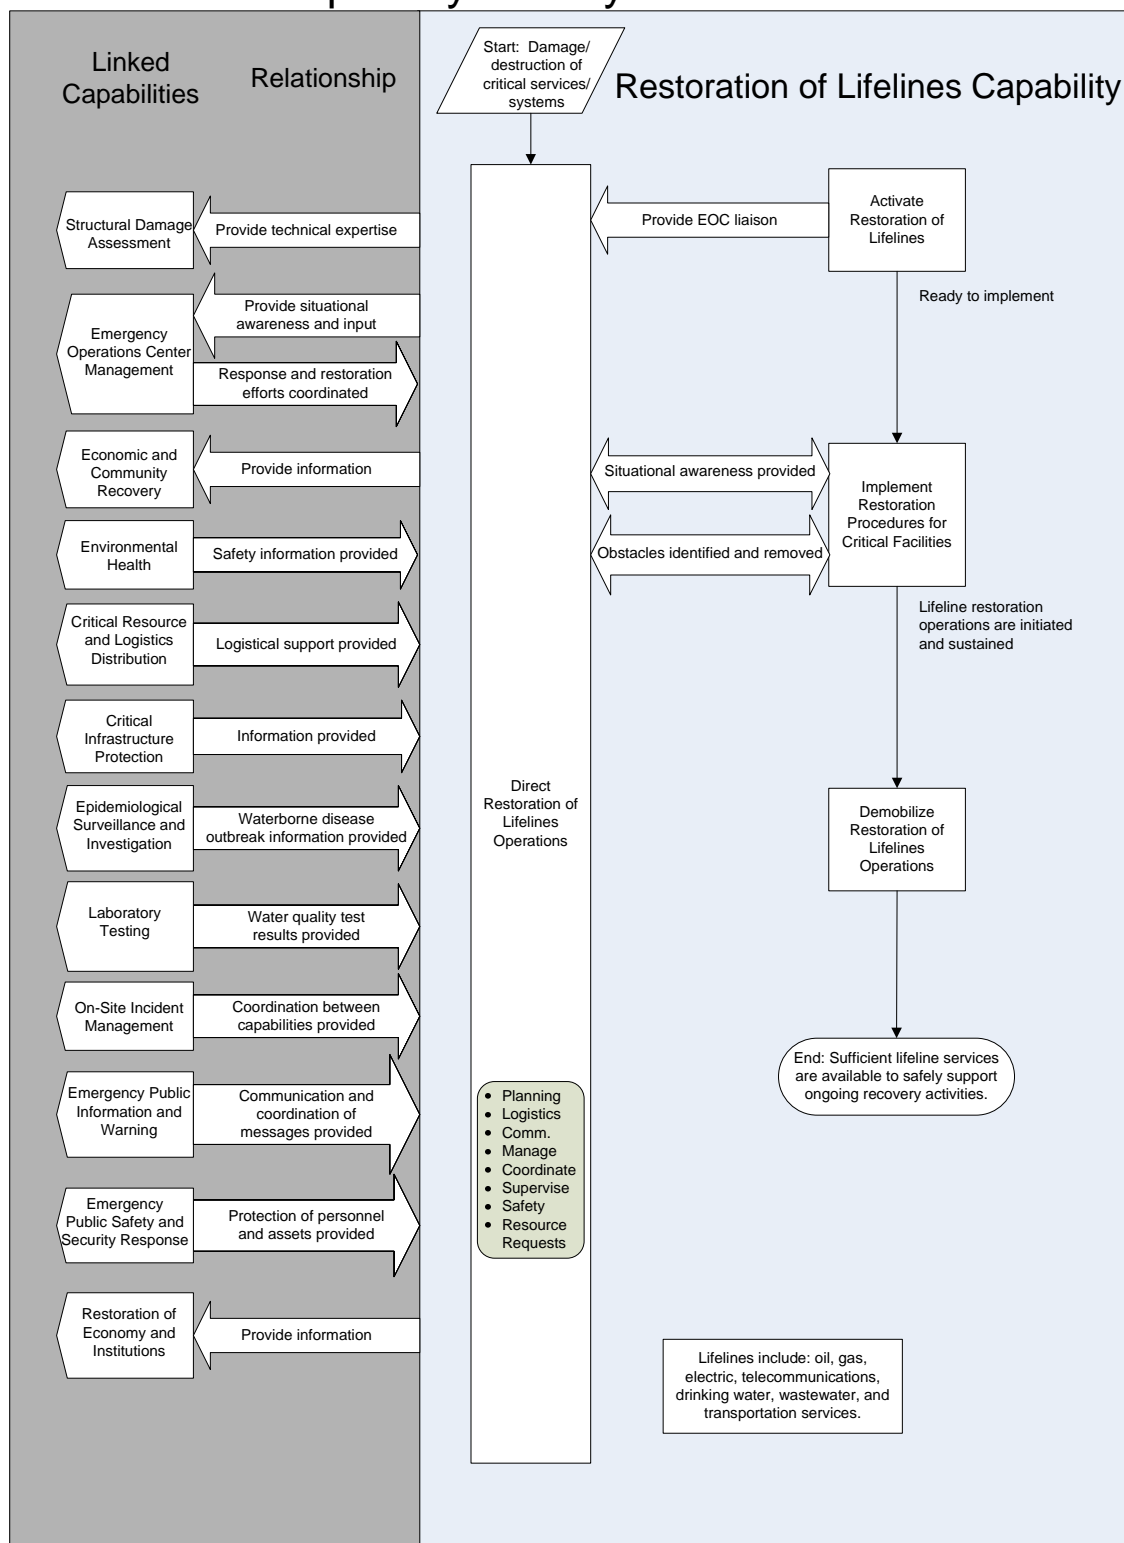 Linked
Capabilities
Relationship
Start: Damage/
destruction of
critical services/
systems
Restoration of Lifelines Capability
Structural Damage
Assessment
Provide technical expertise
Provide EOC liaison
Activate
Restoration of
Lifelines
Ready to implement
Emergency
Operations Center
Management
Provide situational
awareness and input
Response and restoration
efforts coordinated
Economic and
Community
Recovery
Provide information
Situational awareness provided
Obstacles identified and removed
Implement
Restoration
Procedures for
Critical Facilities
Environmental
Health
Safety information provided
Lifeline restoration
operations are initiated
and sustained
Critical Resource
and Logistics
Distribution
Logistical support provided
Critical
Infrastructure
Protection
Information provided
Direct
Restoration of
Lifelines
Operations
Demobilize
Restoration of
Lifelines
Operations
Epidemiological
Surveillance and
Investigation
Waterborne disease
outbreak information provided
Laboratory
Testing
Water quality test
results provided
On-Site Incident
Management
Coordination between
capabilities provided
End: Sufficient lifeline services
are available to safely support
ongoing recovery activities.
Emergency Public
Information and
Warning
Communication and
coordination of
messages provided
• Planning
• Logistics
• Comm.
• Manage
• Coordinate
• Supervise
• Safety
• Resource
Requests
Emergency
Public Safety and
Security Response
Protection of personnel
and assets provided
Restoration of
Economy and
Institutions
Provide information
Lifelines include: oil, gas,
electric, telecommunications,
drinking water, wastewater, and
transportation services.